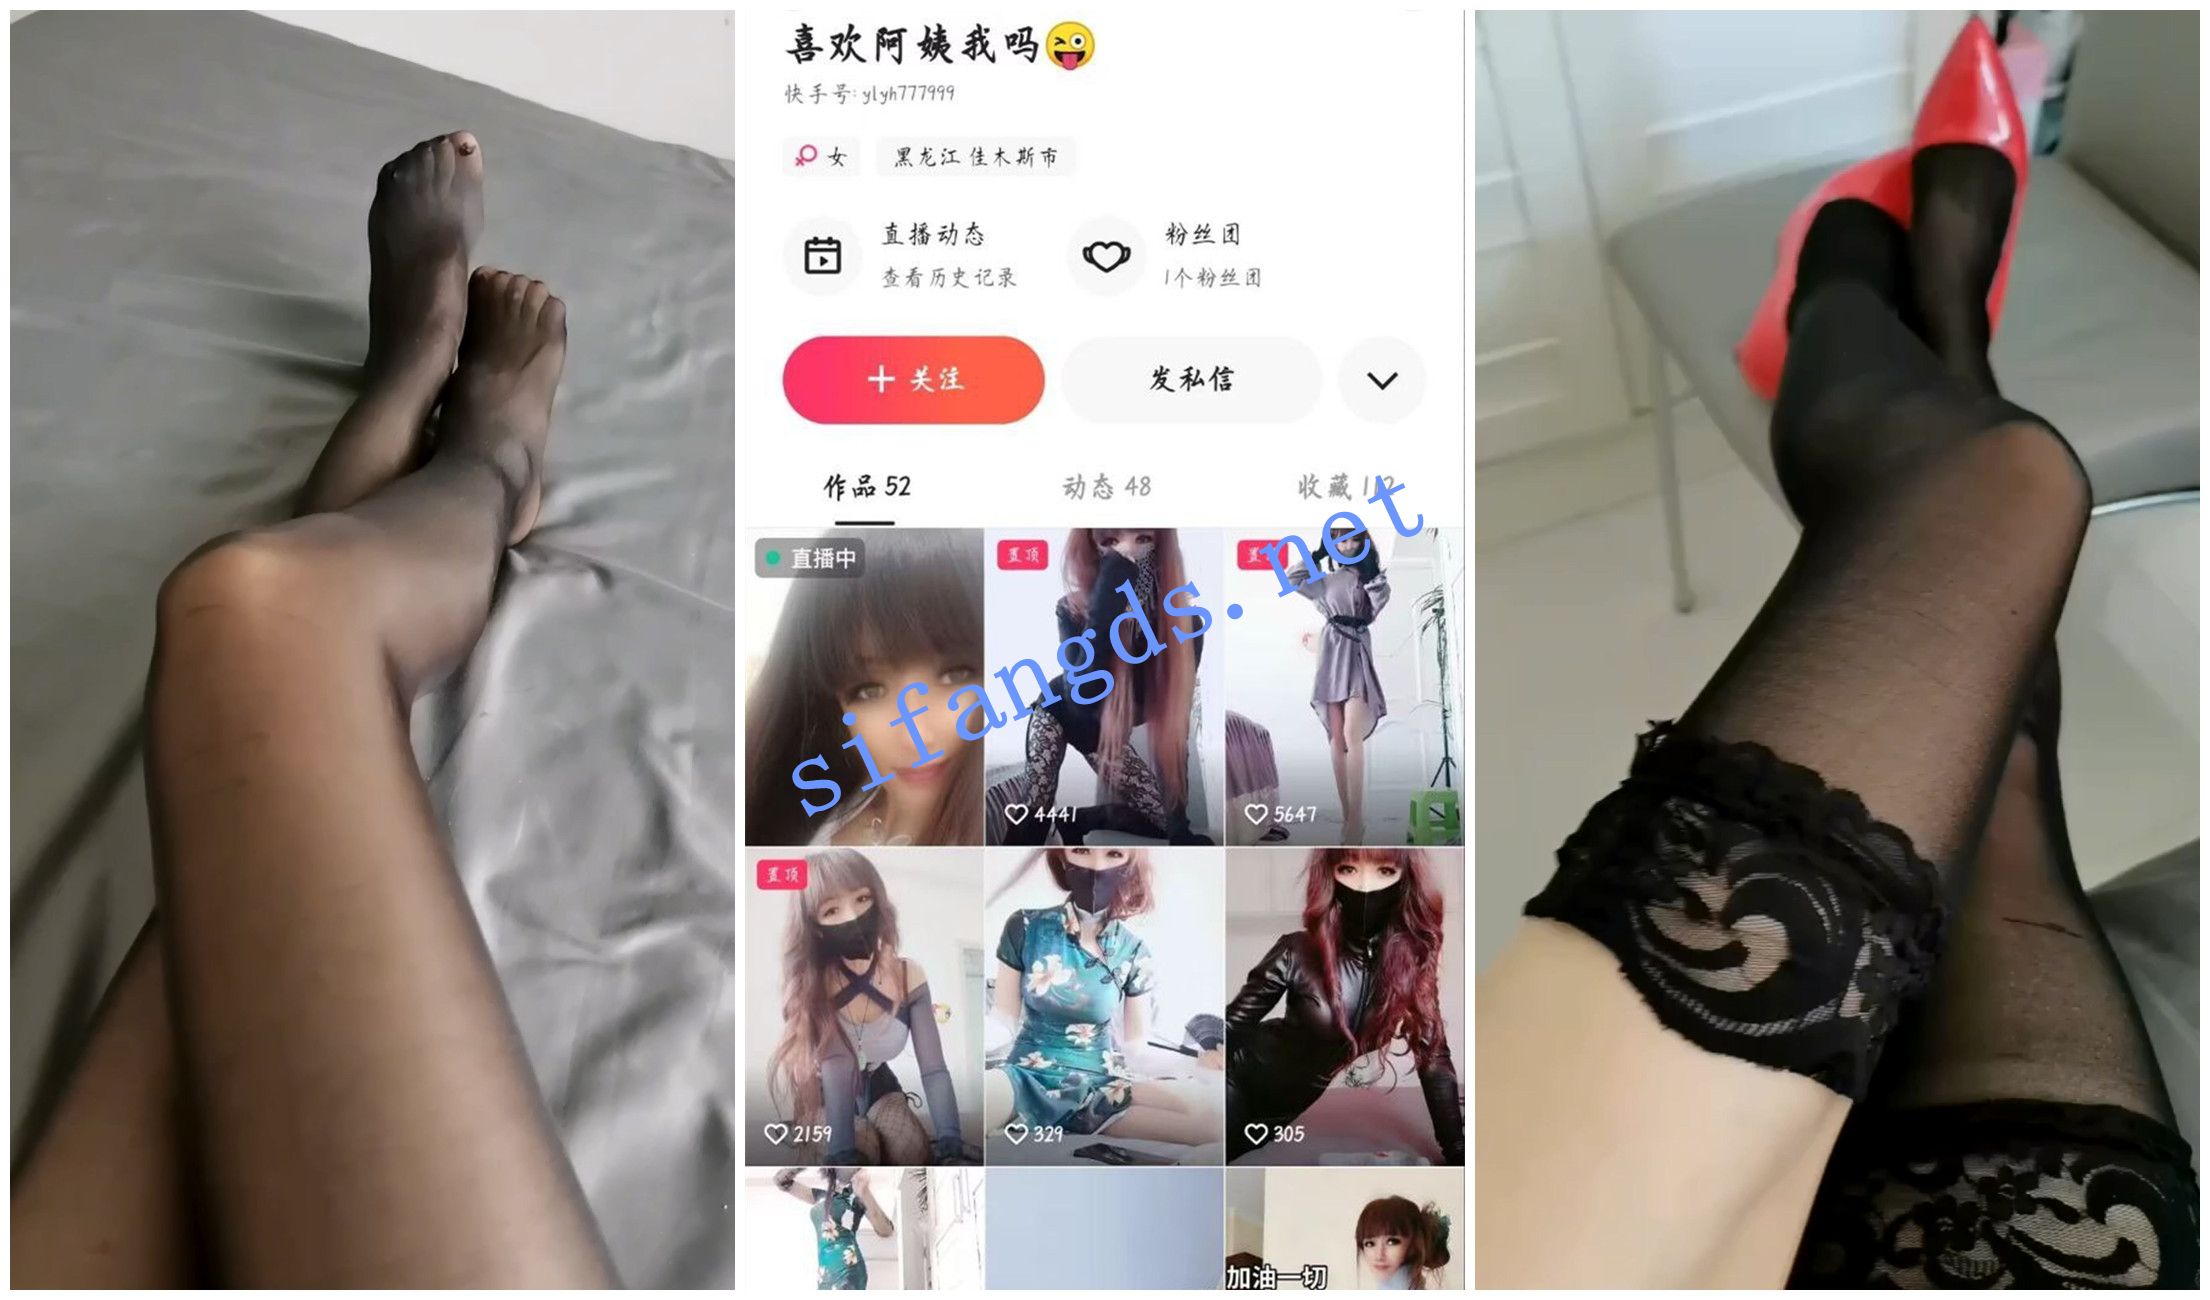 喜欢阿姨我吗😜
快手号: ylyh777999
女
黑龙江 佳木斯市
直播动态
查看历史记录
粉丝团
1个粉丝团
关注
发私信
作品 52
动态 48
收藏
直播中
置顶
4441
5647
sifangds.net
置顶
2159
329
305
加油一切